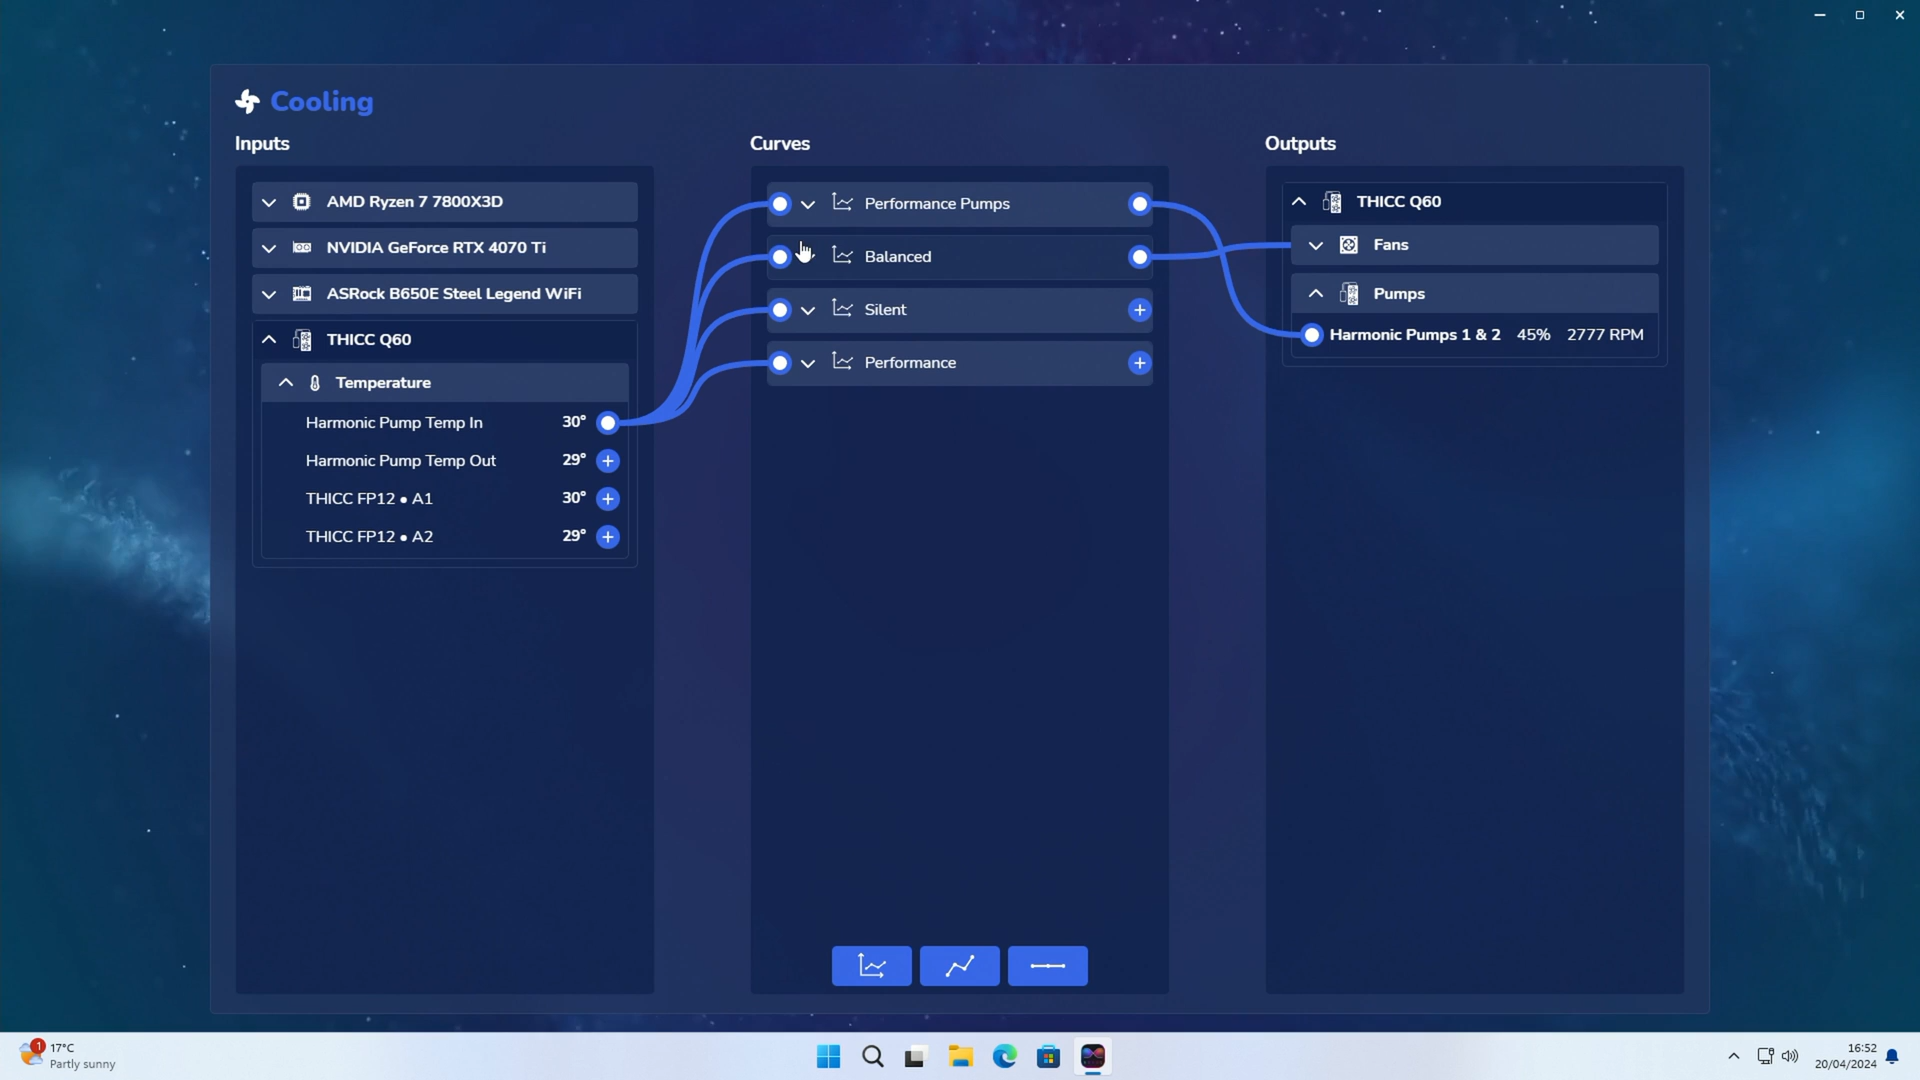 Cooling
Inputs
AMD Ryzen 7 7800X3D
NVIDIA GeForce RTX 4070 Ti
ASRock B650E Steel Legend WiFi
THICC Q60
Temperature
Harmonic Pump Temp In 30°
Harmonic Pump Temp Out 29°
THICC FP12 • A1 30°
THICC FP12 • A2 29°
Curves
Performance Pumps
Balanced
Silent
Performance
Outputs
THICC Q60
Fans
Pumps
Harmonic Pumps 1 & 2 45% 2777 RPM
1
17°C
Partly sunny
16:52
20/04/2024